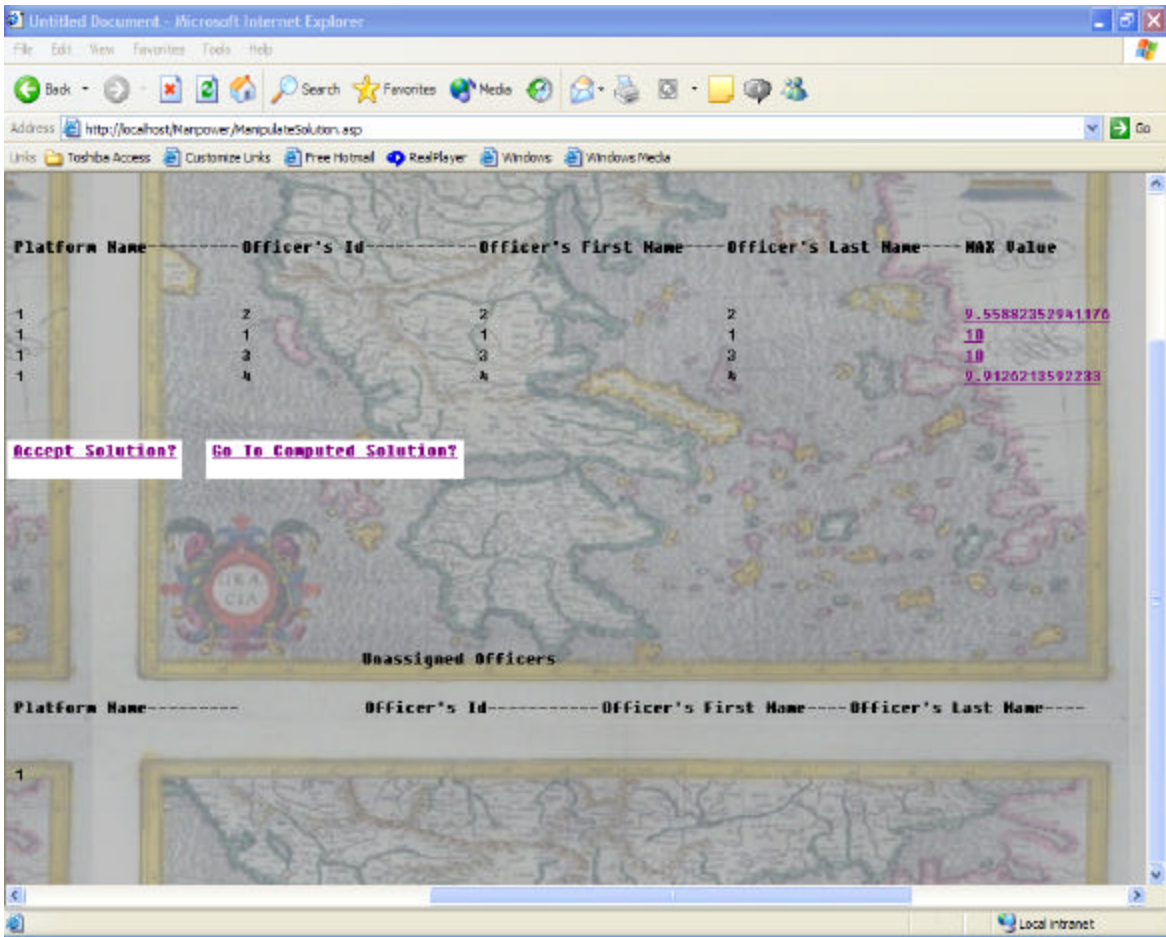 Untitled Document - Microsoft Internet Explorer
File Edit View Favorites Tools Help
Back Search Favorites Media
Address http://localhost/Manpower/ManipulateSolution.asp Go
Links Toshiba Access Customize Links Free Hotmail RealPlayer Windows Windows Media
Platform Name---------Officer's Id-----------Officer's First Name----Officer's Last Name----MAX Value
1 2 2 2 9.55882352941176
1 1 1 1 10
1 3 3 3 10
1 4 4 4 9.9126213592233
Accept Solution? Go To Computed Solution?
GRÆ
CIA
Unassigned Officers
Platform Name--------- Officer's Id-----------Officer's First Name----Officer's Last Name----
1
Local intranet